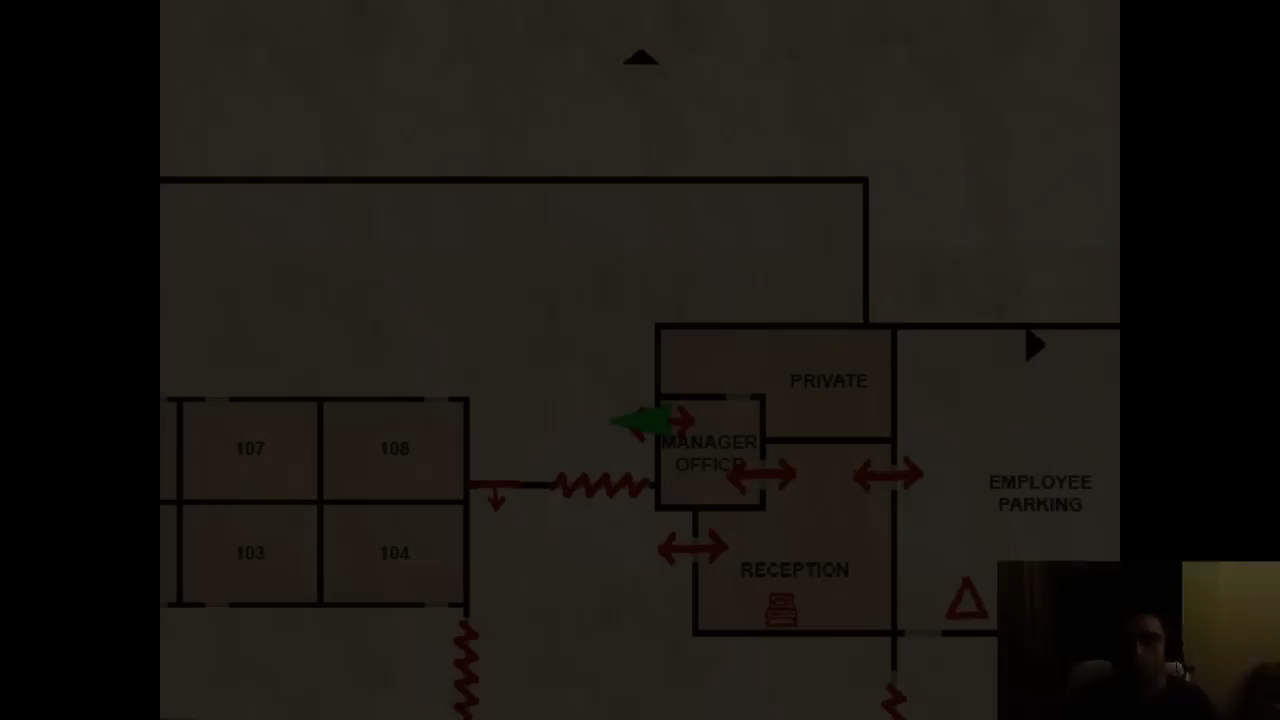 PRIVATE
107
108
MANAGER
OFFICE
EMPLOYEE
PARKING
103
104
RECEPTION